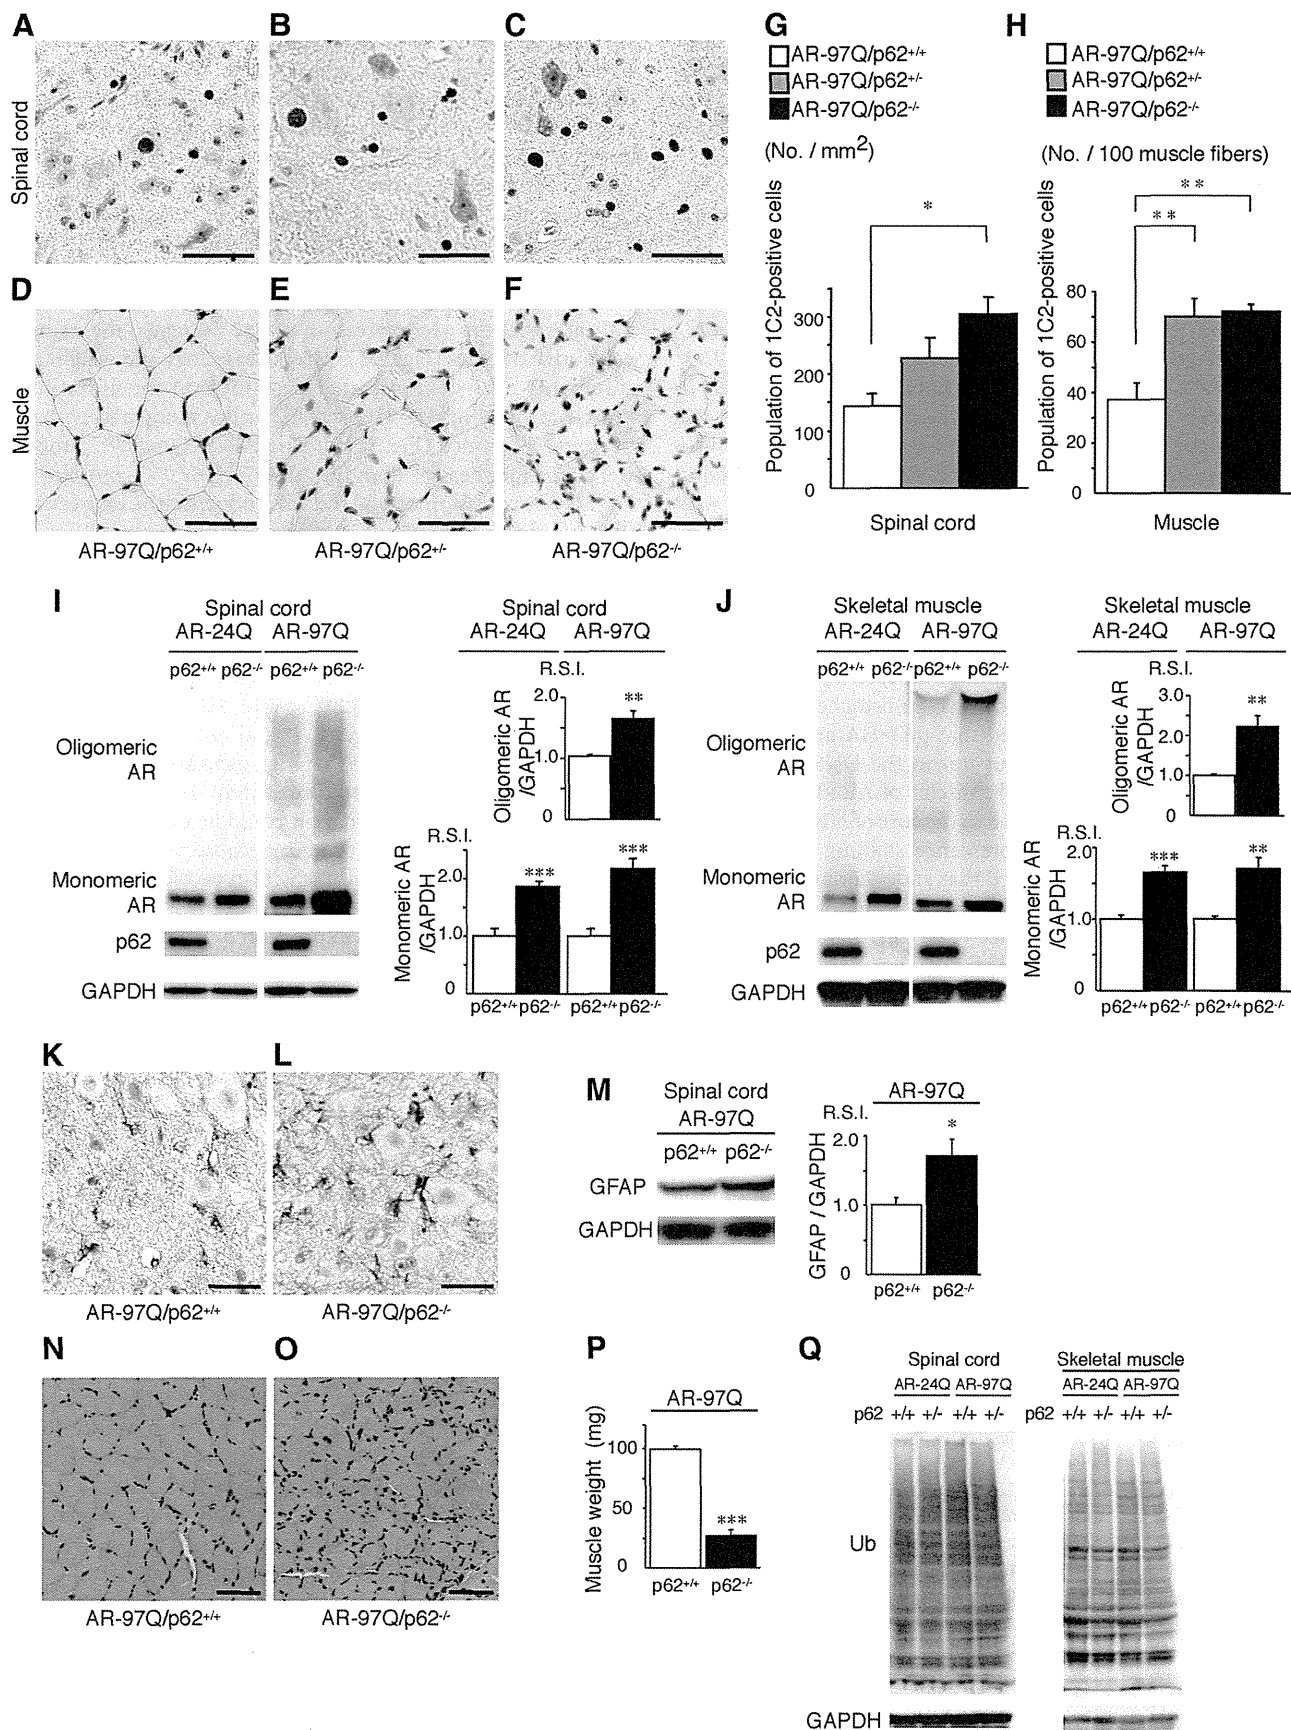 A
B
C
Spinal cord
D
E
F
Muscle
AR-97Q/p62+/+
AR-97Q/p62+/-
AR-97Q/p62-/-
G
AR-97Q/p62+/+
AR-97Q/p62+/-
AR-97Q/p62-/-
(No. / mm2)
Population of 1C2-positive cells
*
300
200
100
0
Spinal cord
H
AR-97Q/p62+/+
AR-97Q/p62+/-
AR-97Q/p62-/-
(No. / 100 muscle fibers)
Population of 1C2-positive cells
**
**
80
60
40
20
0
Muscle
I
Spinal cord
AR-24Q AR-97Q
p62+/+ p62-/- p62+/+ p62-/-
Oligomeric AR
Monomeric AR
p62
GAPDH
Spinal cord
AR-24Q AR-97Q
R.S.I.
Oligomeric AR /GAPDH
2.0
1.0
0
**
R.S.I.
Monomeric AR /GAPDH
2.0
1.0
0
***
***
p62+/+ p62-/- p62+/+ p62-/-
J
Skeletal muscle
AR-24Q AR-97Q
p62+/+ p62-/- p62+/+ p62-/-
Oligomeric AR
Monomeric AR
p62
GAPDH
Skeletal muscle
AR-24Q AR-97Q
R.S.I.
Oligomeric AR /GAPDH
3.0
2.0
1.0
0
**
R.S.I.
Monomeric AR /GAPDH
2.0
1.0
0
***
**
p62+/+ p62-/- p62+/+ p62-/-
K
L
AR-97Q/p62+/+
AR-97Q/p62-/-
M
Spinal cord
AR-97Q
p62+/+ p62-/-
GFAP
GAPDH
AR-97Q
R.S.I.
GFAP / GAPDH
2.0
1.0
0
*
p62+/+ p62-/-
N
O
AR-97Q/p62+/+
AR-97Q/p62-/-
P
AR-97Q
Muscle weight (mg)
100
50
0
***
p62+/+ p62-/-
Q
Spinal cord
AR-24Q AR-97Q
p62 +/+ +/- +/+ +/-
Skeletal muscle
AR-24Q AR-97Q
p62 +/+ +/- +/+ +/-
Ub
GAPDH